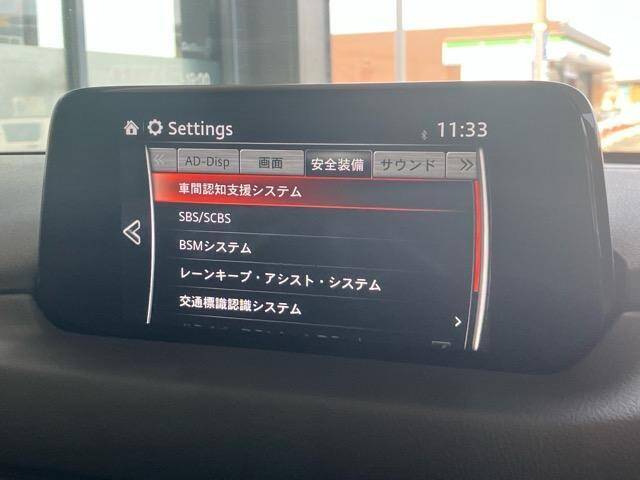 Settings
11:33
AD-Disp 画面 安全装備 サウンド
車間認知支援システム
SBS/SCBS
BSMシステム
レーンキープ・アシスト・システム
交通標識認識システム